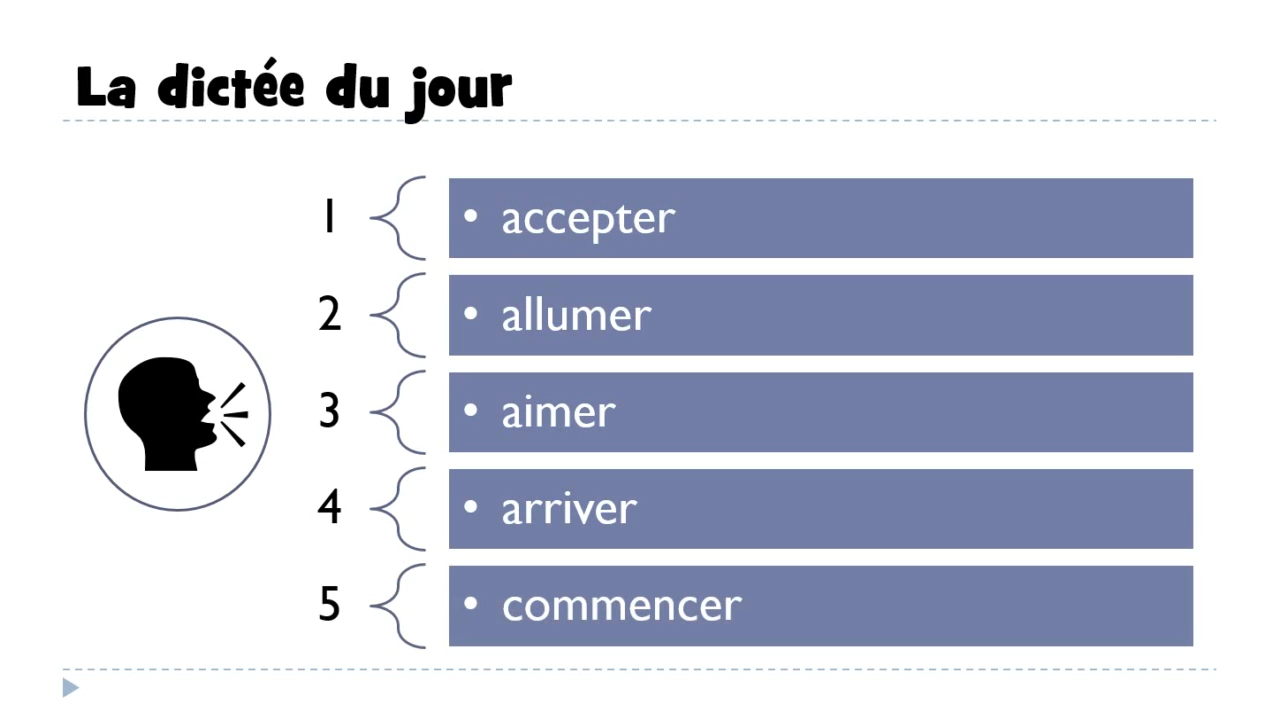 La dictée du jour
1 • accepter
2 • allumer
3 • aimer
4 • arriver
5 • commencer